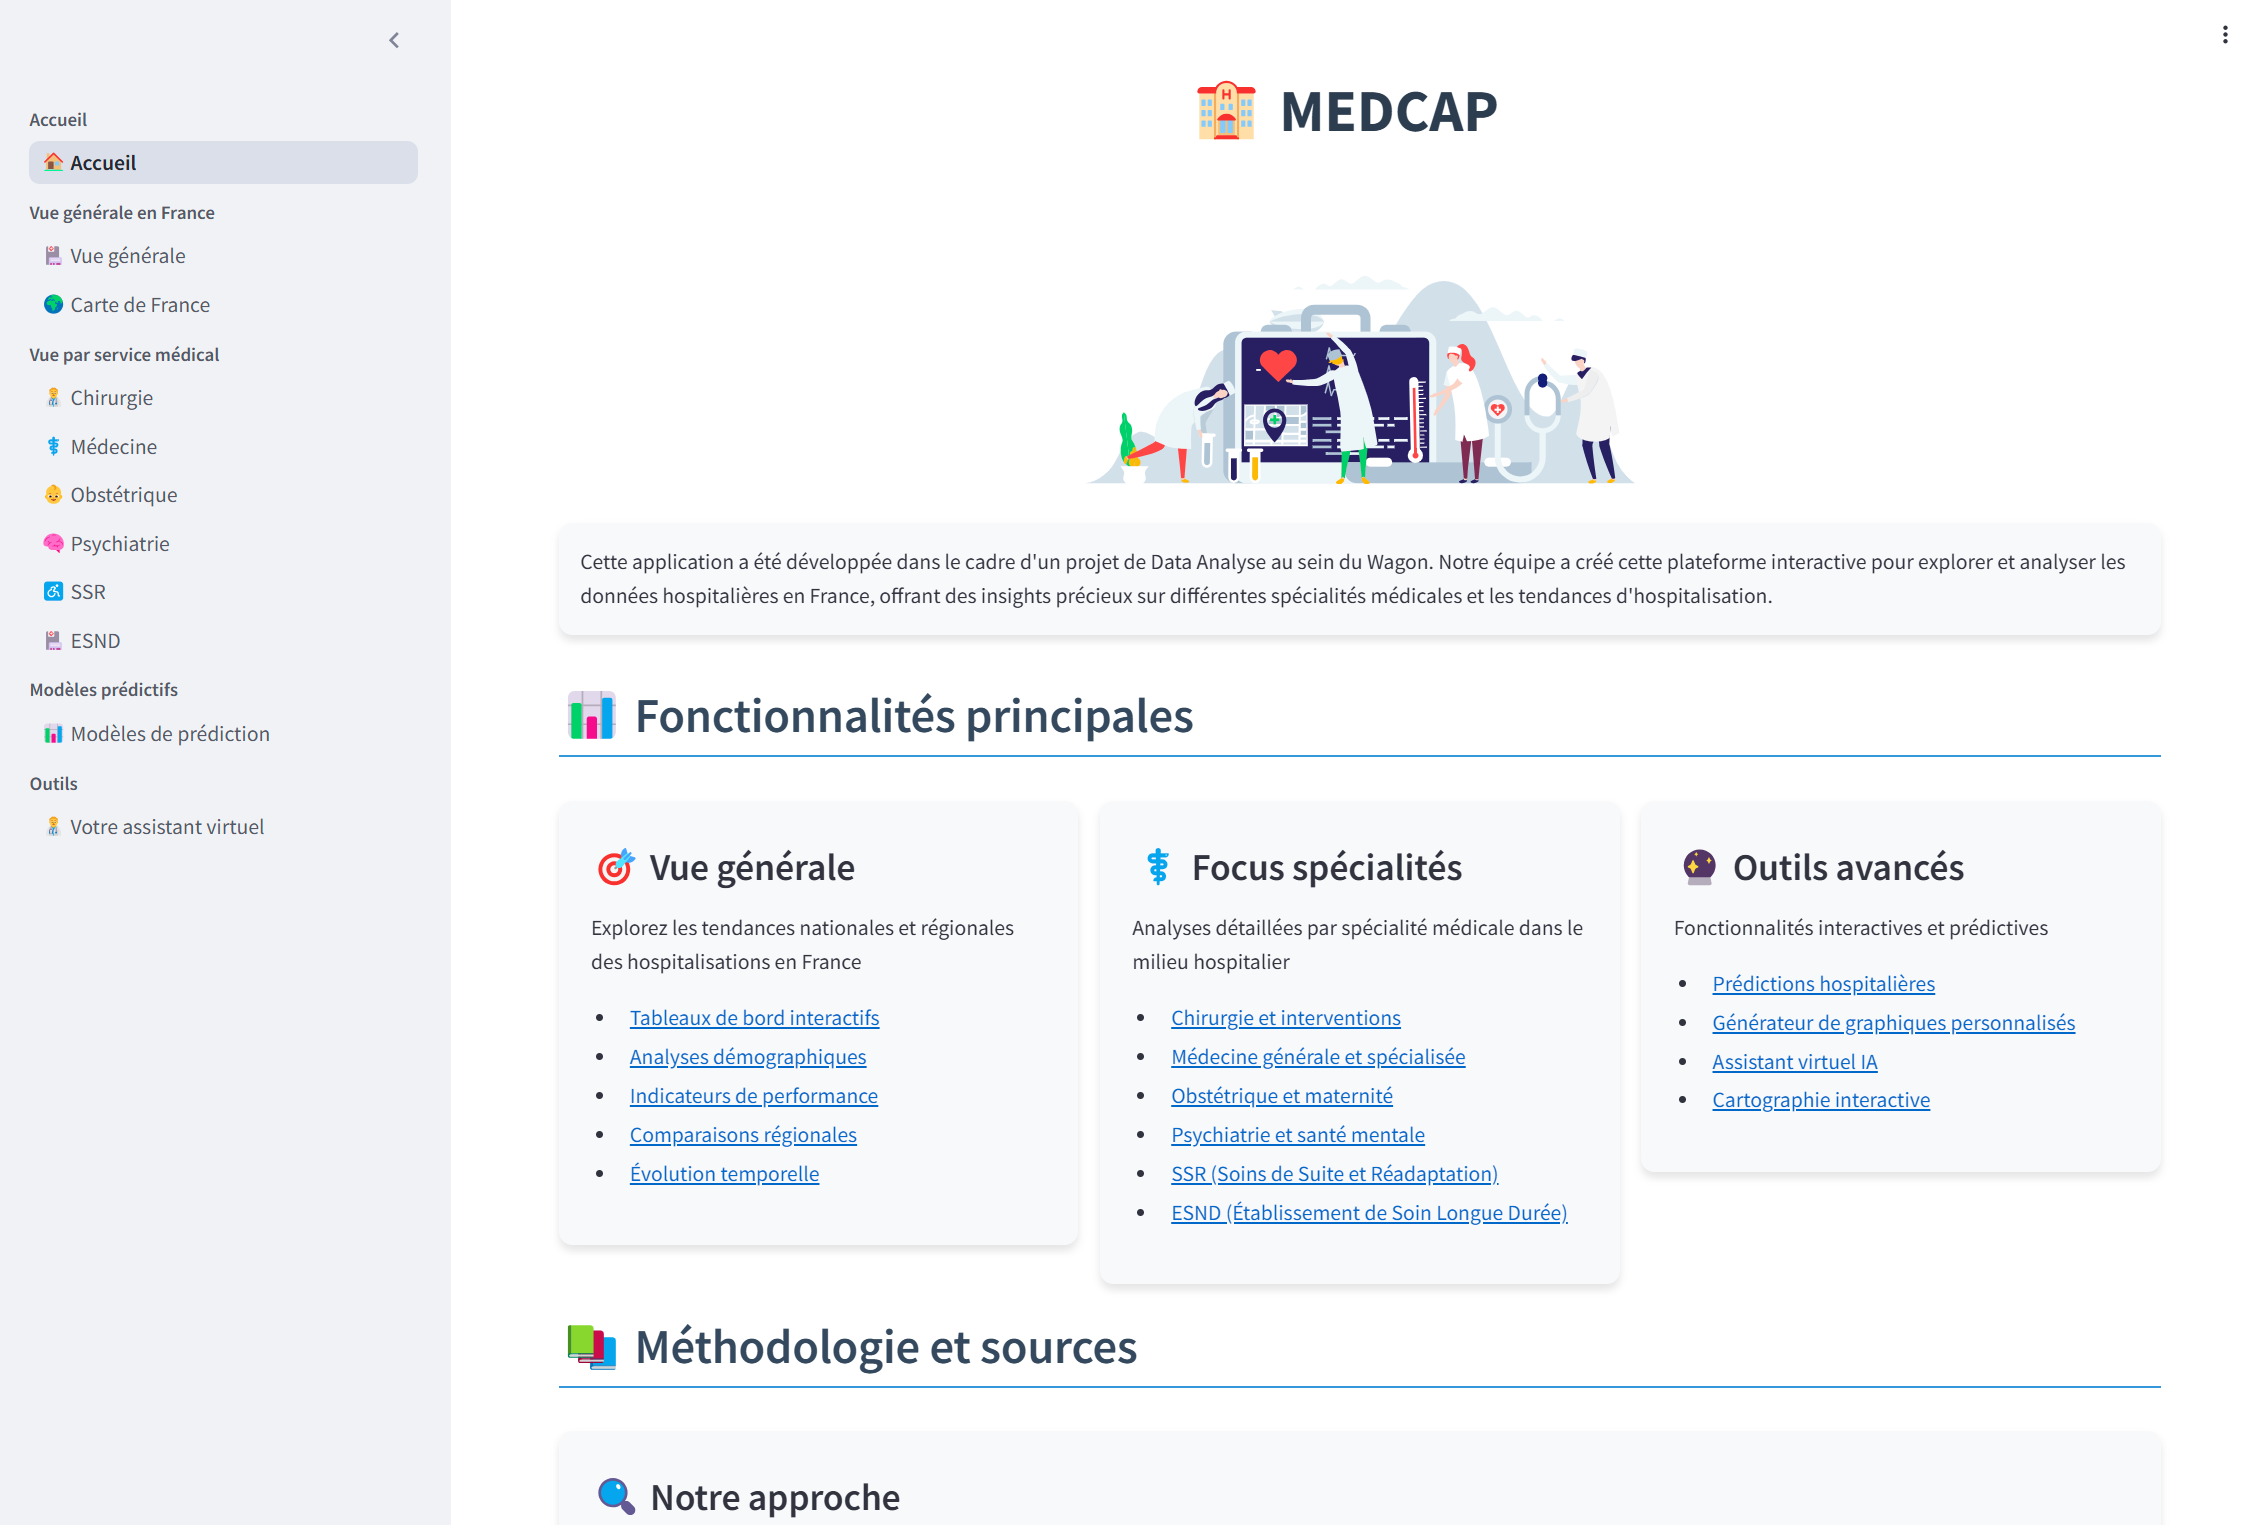 Accueil
Accueil
Vue générale en France
Vue générale
Carte de France
Vue par service médical
Chirurgie
Médecine
Obstétrique
Psychiatrie
SSR
ESND
Modèles prédictifs
Modèles de prédiction
Outils
Votre assistant virtuel
MEDCAP
Cette application a été développée dans le cadre d'un projet de Data Analyse au sein du Wagon. Notre équipe a créé cette plateforme interactive pour explorer et analyser les
données hospitalières en France, offrant des insights précieux sur différentes spécialités médicales et les tendances d'hospitalisation.
Fonctionnalités principales
Vue générale
Explorez les tendances nationales et régionales
des hospitalisations en France
Tableaux de bord interactifs
Analyses démographiques
Indicateurs de performance
Comparaisons régionales
Évolution temporelle
Focus spécialités
Analyses détaillées par spécialité médicale dans le
milieu hospitalier
Chirurgie et interventions
Médecine générale et spécialisée
Obstétrique et maternité
Psychiatrie et santé mentale
SSR (Soins de Suite et Réadaptation)
ESND (Établissement de Soin Longue Durée)
Outils avancés
Fonctionnalités interactives et prédictives
Prédictions hospitalières
Générateur de graphiques personnalisés
Assistant virtuel IA
Cartographie interactive
Méthodologie et sources
Notre approche